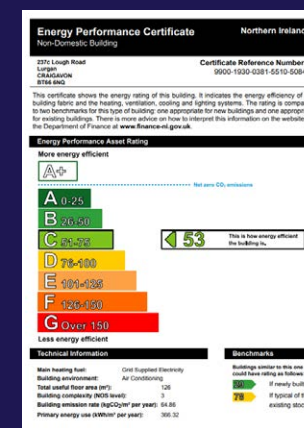 Energy Performance Certificate
Northern Ireland
Non-Domestic Building
237c Lough Road
Lurgan
CRAIGAVON
BT66 6NQ
Certificate Reference Number
9900-1930-0381-5510-5084
This certificate shows the energy rating of this building. It indicates the energy efficiency of
building fabric and the heating, ventilation, cooling and lighting systems. The rating is compa
to two benchmarks for this type of building: one appropriate for new buildings and one appropri
for existing buildings. There is more advice on how to interpret this information on the website
the Department of Finance at www.finance-ni.gov.uk.
Energy Performance Asset Rating
More energy efficient
A+
Net zero CO₂ emissions
A 0-25
B 26-50
C 51-75
53
This is how energy efficient
the building is.
D 76-100
E 101-125
F 126-150
G Over 150
Less energy efficient
Technical Information
Main heating fuel: Grid Supplied Electricity
Building environment: Air Conditioning
Total useful floor area (m²): 126
Building complexity (NOS level): 3
Building emission rate (kgCO₂/m² per year): 64.86
Primary energy use (kWh/m² per year): 366.32
Benchmarks
Buildings similar to this one
could have rating as follows:
If newly buil
78
If typical of t
existing stoc